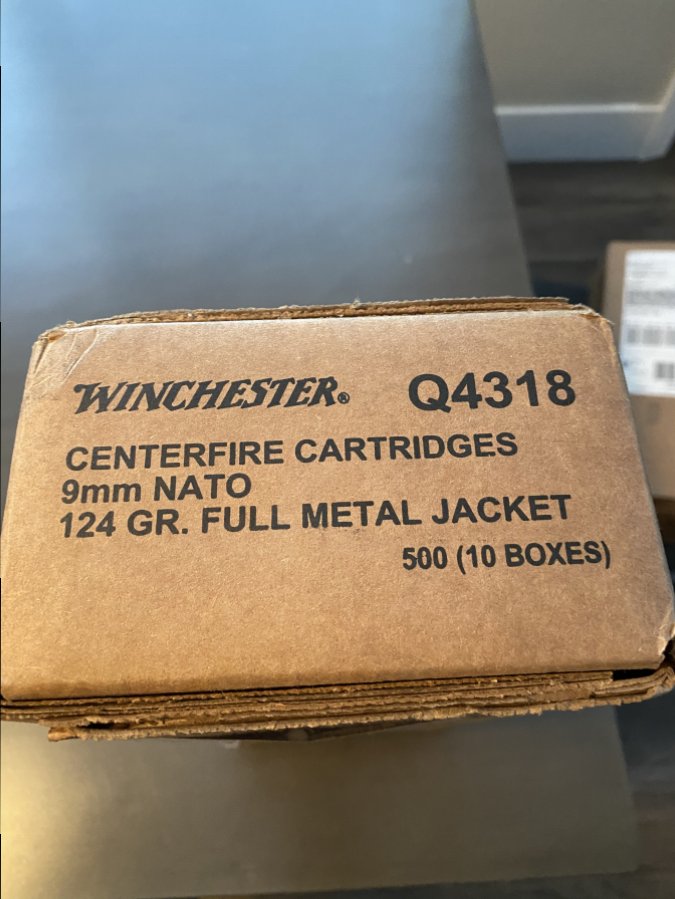 WINCHESTER® Q4318
CENTERFIRE CARTRIDGES
9mm NATO
124 GR. FULL METAL JACKET
500 (10 BOXES)